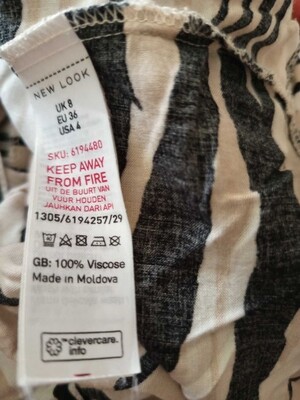 NEW LOOK
UK 8
EU 36
USA 4
SKU: 6194480
KEEP AWAY
FROM FIRE
UIT DE BUURT VAN
VUUR HOUDEN
JAUHKAN DARI API
1305/6194257/29
GB: 100% Viscose
Made in Moldova
™clevercare.
info